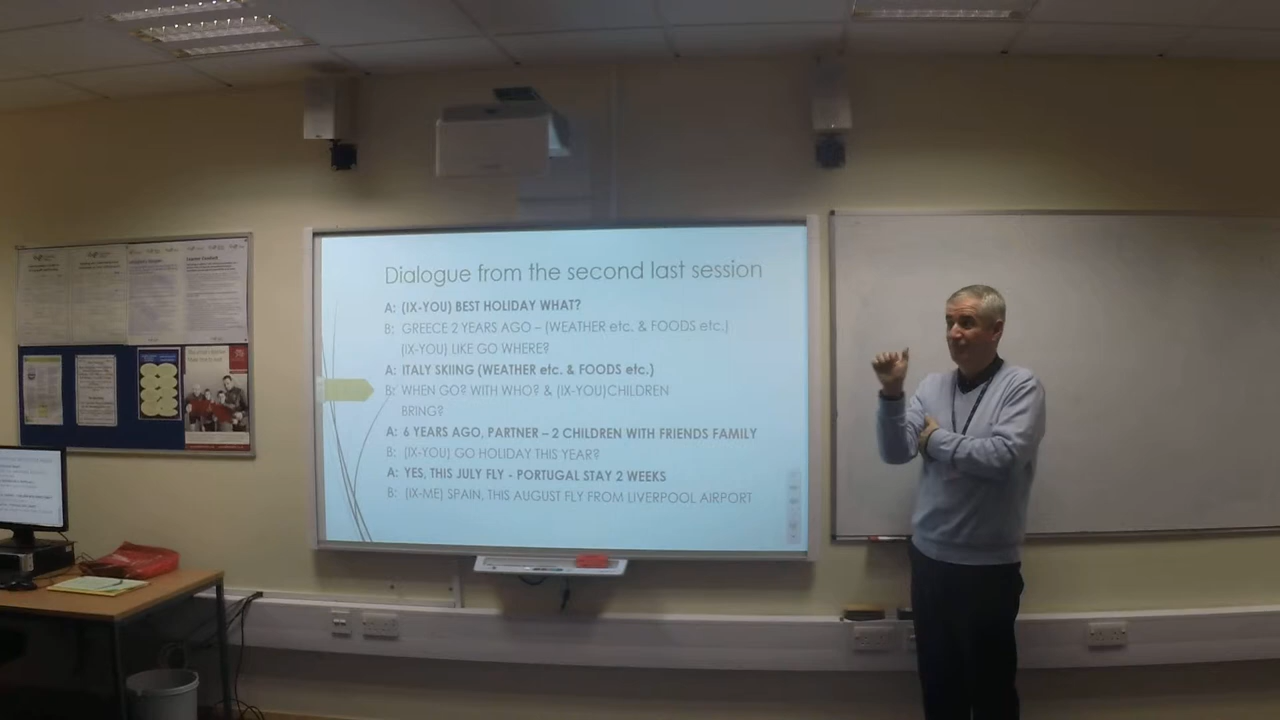 Dialogue from the second last session
A: (IX-YOU) BEST HOLIDAY WHAT?
B: GREECE 2 YEARS AGO – (WEATHER etc. & FOODS etc.)
(IX-YOU) LIKE GO WHERE?
A: ITALY SKIING (WEATHER etc. & FOODS etc.)
B: WHEN GO? WITH WHO? & (IX-YOU)CHILDREN
BRING?
A: 6 YEARS AGO, PARTNER – 2 CHILDREN WITH FRIENDS FAMILY
B: (IX-YOU) GO HOLIDAY THIS YEAR?
A: YES, THIS JULY FLY - PORTUGAL STAY 2 WEEKS
B: (IX-ME) SPAIN, THIS AUGUST FLY FROM LIVERPOOL AIRPORT